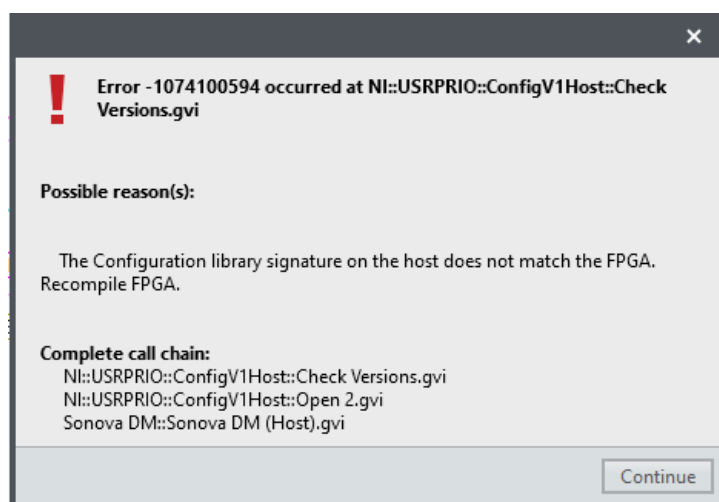 Error -1074100594 occurred at NI::USRPRIO::ConfigV1Host::Check
Versions.gvi
Possible reason(s):
The Configuration library signature on the host does not match the FPGA.
Recompile FPGA.
Complete call chain:
NI::USRPRIO::ConfigV1Host::Check Versions.gvi
NI::USRPRIO::ConfigV1Host::Open 2.gvi
Sonova DM::Sonova DM (Host).gvi
Continue